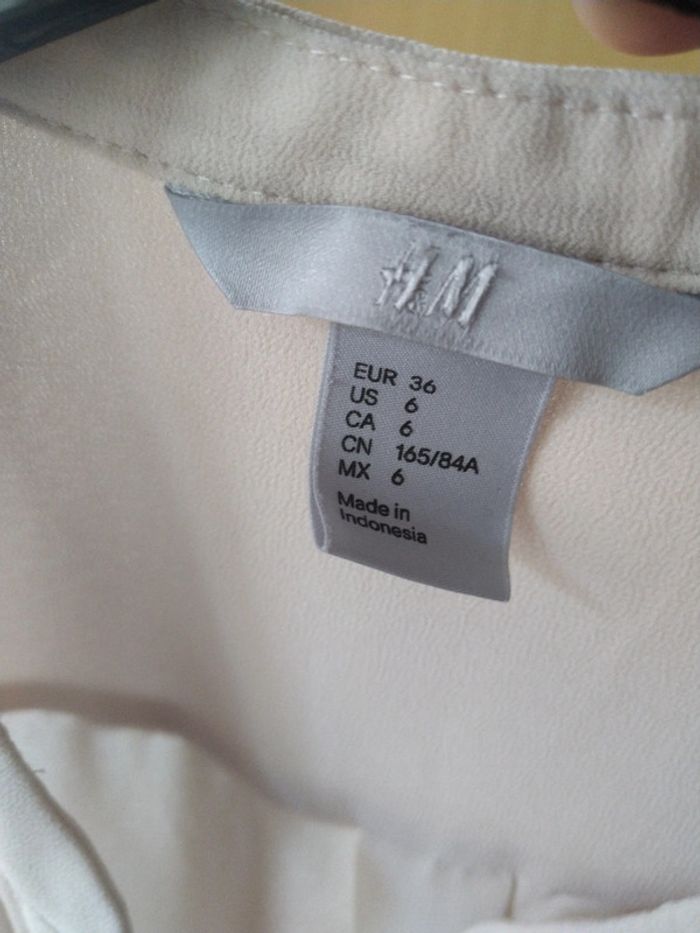 H&M
EUR 36
US 6
CA 6
CN 165/84A
MX 6
Made in
Indonesia